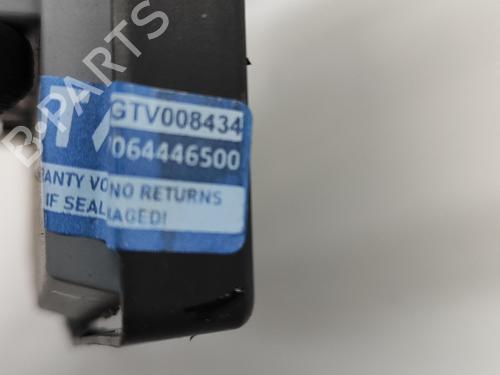 GTV008434
064446500
ANTY VO NO RETURNS
IF SEAL AGED!
B-PARTS